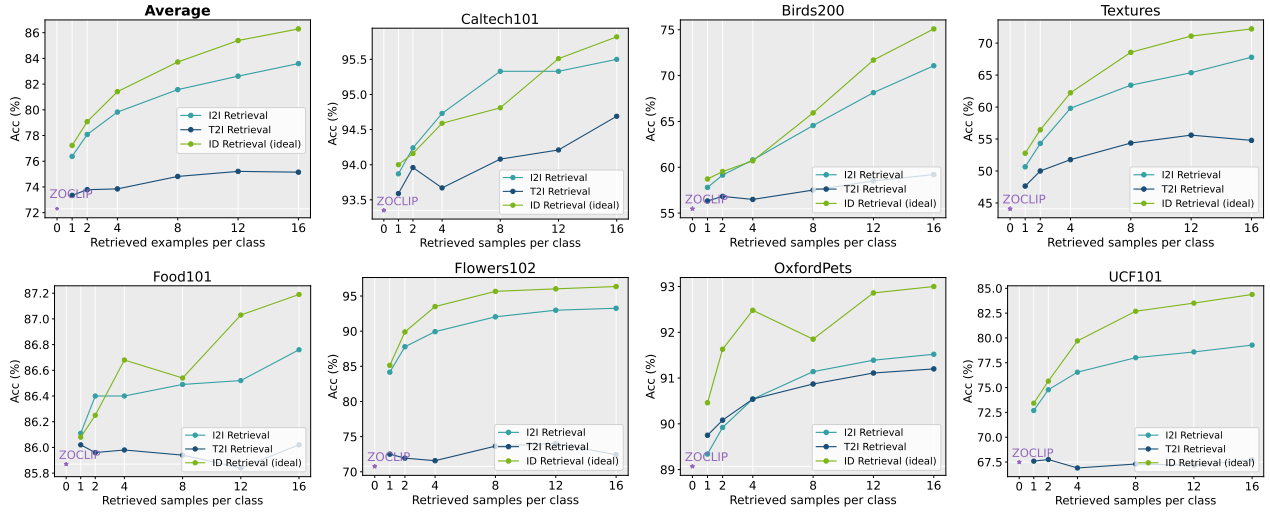 Average
86
84
82
80
78
76
74
72
Acc (%)
I2I Retrieval
T2I Retrieval
ID Retrieval (ideal)
ZOCLIP
0 1 2 4 8 12 16
Retrieved examples per class
Caltech101
95.5
95.0
94.5
94.0
93.5
Acc (%)
I2I Retrieval
T2I Retrieval
ID Retrieval (ideal)
ZOCLIP
0 1 2 4 8 12 16
Retrieved samples per class
Birds200
75
70
65
60
55
Acc (%)
I2I Retrieval
T2I Retrieval
ID Retrieval (ideal)
ZOCLIP
0 1 2 4 8 12 16
Retrieved samples per class
Textures
70
65
60
55
50
45
Acc (%)
I2I Retrieval
T2I Retrieval
ID Retrieval (ideal)
ZOCLIP
0 1 2 4 8 12 16
Retrieved samples per class
Food101
87.2
87.0
86.8
86.6
86.4
86.2
86.0
85.8
Acc (%)
I2I Retrieval
T2I Retrieval
ID Retrieval (ideal)
ZOCLIP
0 1 2 4 8 12 16
Retrieved samples per class
Flowers102
95
90
85
80
75
70
Acc (%)
I2I Retrieval
T2I Retrieval
ID Retrieval (ideal)
ZOCLIP
0 1 2 4 8 12 16
Retrieved samples per class
OxfordPets
93
92
91
90
89
Acc (%)
I2I Retrieval
T2I Retrieval
ID Retrieval (ideal)
ZOCLIP
0 1 2 4 8 12 16
Retrieved samples per class
UCF101
85.0
82.5
80.0
77.5
75.0
72.5
70.0
67.5
Acc (%)
I2I Retrieval
T2I Retrieval
ID Retrieval (ideal)
ZOCLIP
0 1 2 4 8 12 16
Retrieved samples per class